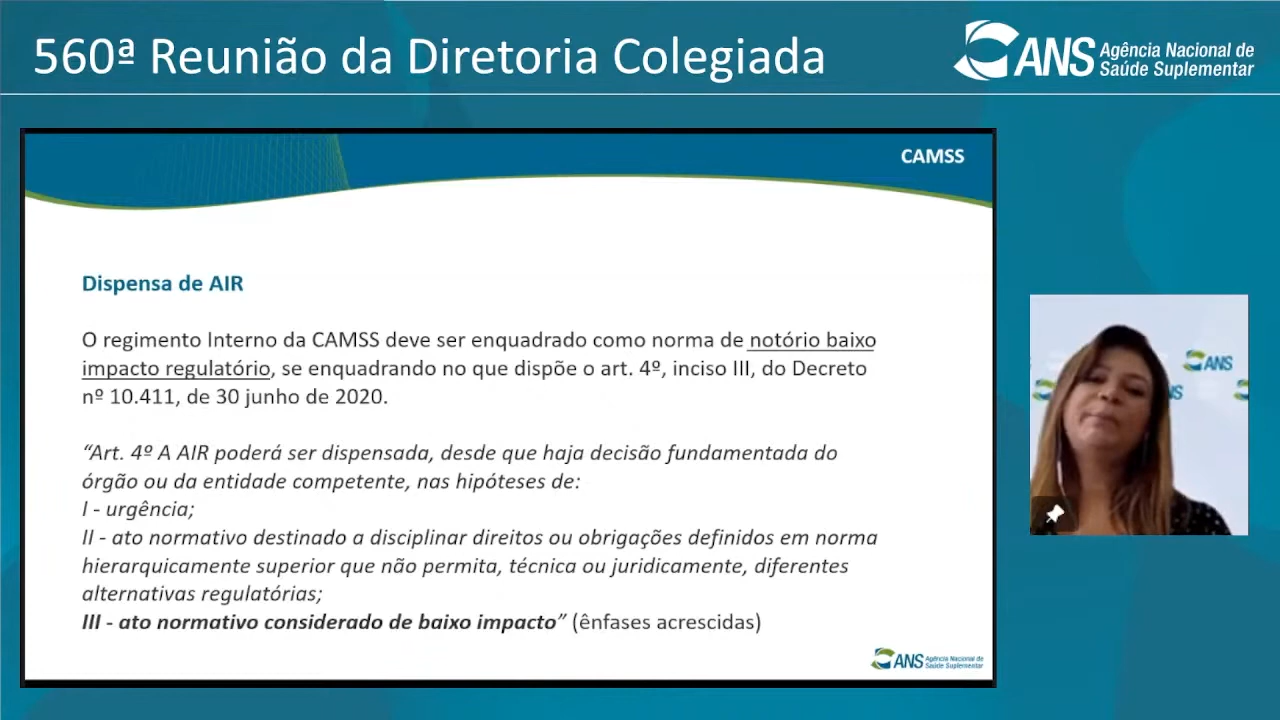 560ª Reunião da Diretoria Colegiada
ANS Agência Nacional de
Saúde Suplementar
CAMSS
Dispensa de AIR
O regimento Interno da CAMSS deve ser enquadrado como norma de notório baixo
impacto regulatório, se enquadrando no que dispõe o art. 4º, inciso III, do Decreto
nº 10.411, de 30 junho de 2020.
“Art. 4º A AIR poderá ser dispensada, desde que haja decisão fundamentada do
órgão ou da entidade competente, nas hipóteses de:
I - urgência;
II - ato normativo destinado a disciplinar direitos ou obrigações definidos em norma
hierarquicamente superior que não permita, técnica ou juridicamente, diferentes
alternativas regulatórias;
III - ato normativo considerado de baixo impacto” (ênfases acrescidas)
ANS Agência Nacional de
Saúde Suplementar
ANS
NS